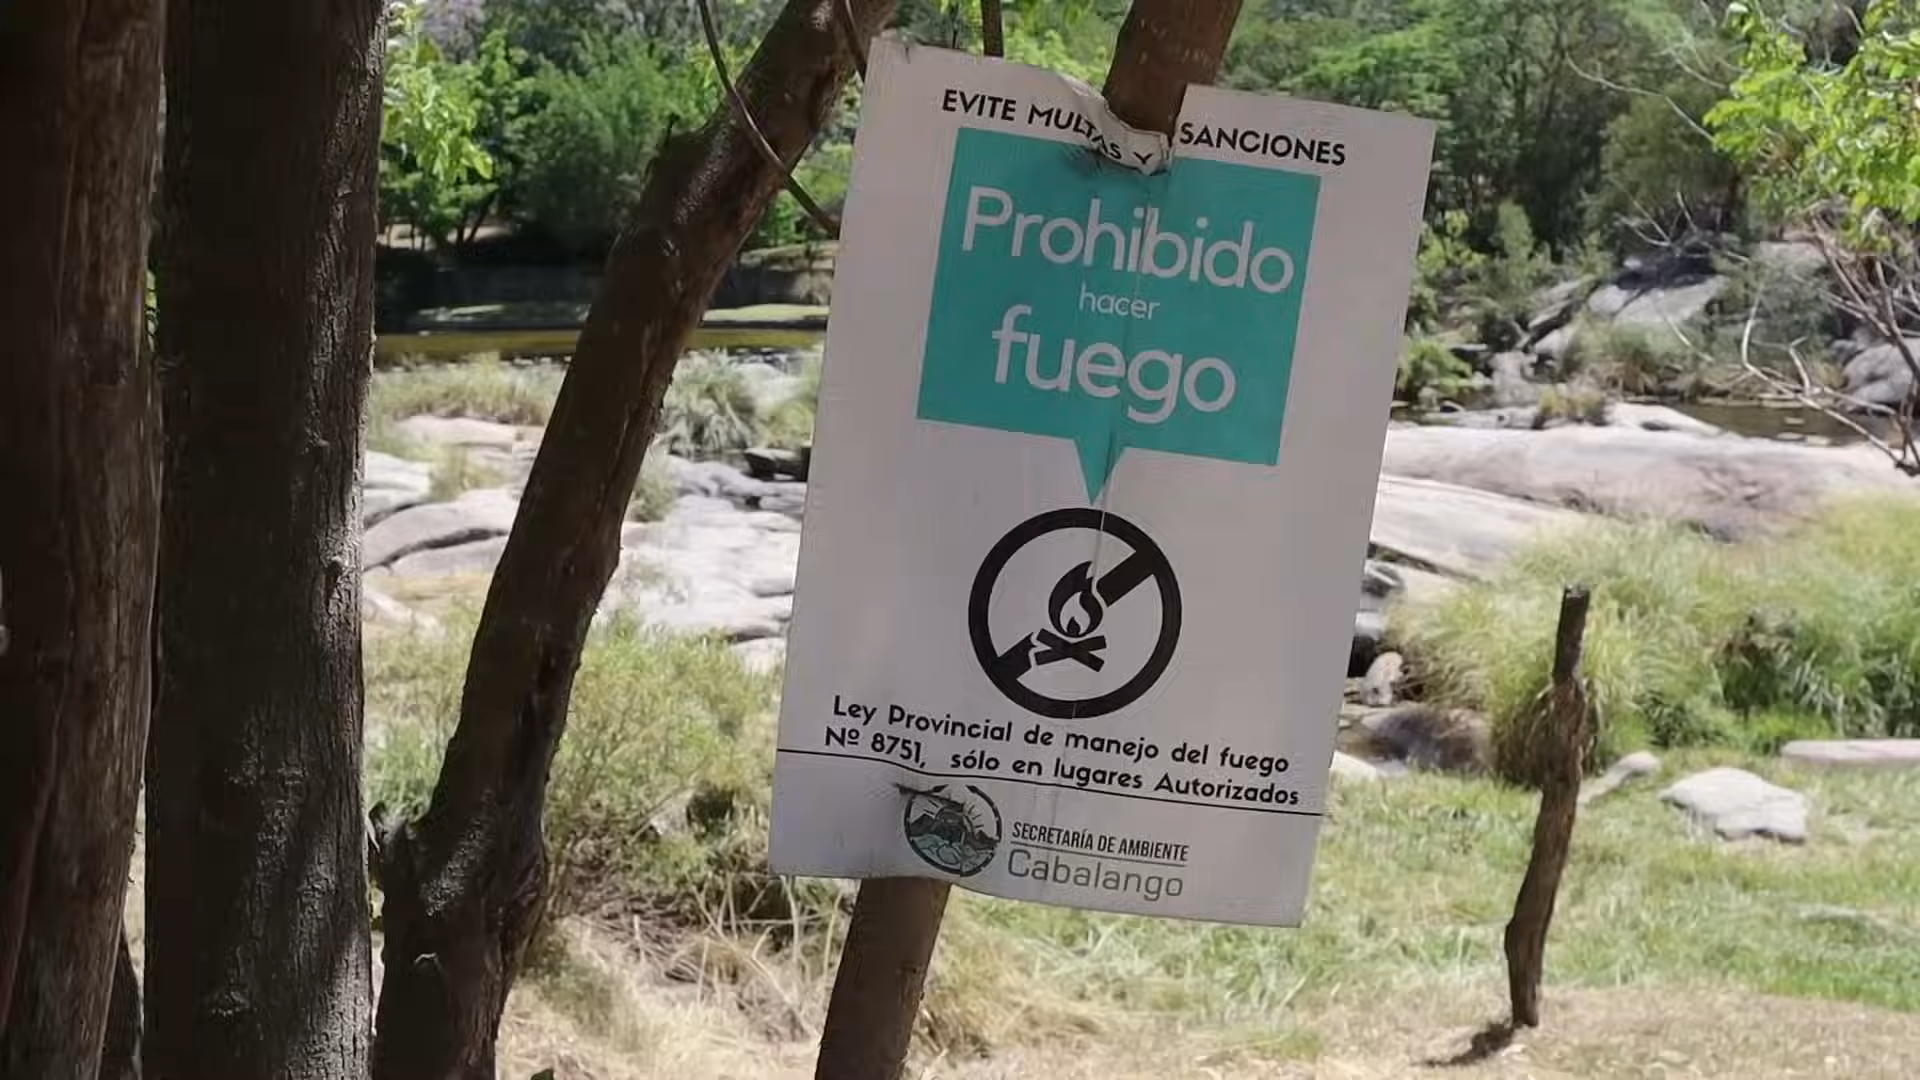 EVITE MULTAS Y SANCIONES
Prohibido
hacer
fuego
Ley Provincial de manejo del fuego
Nº 8751, sólo en lugares Autorizados
SECRETARÍA DE AMBIENTE
Cabalango